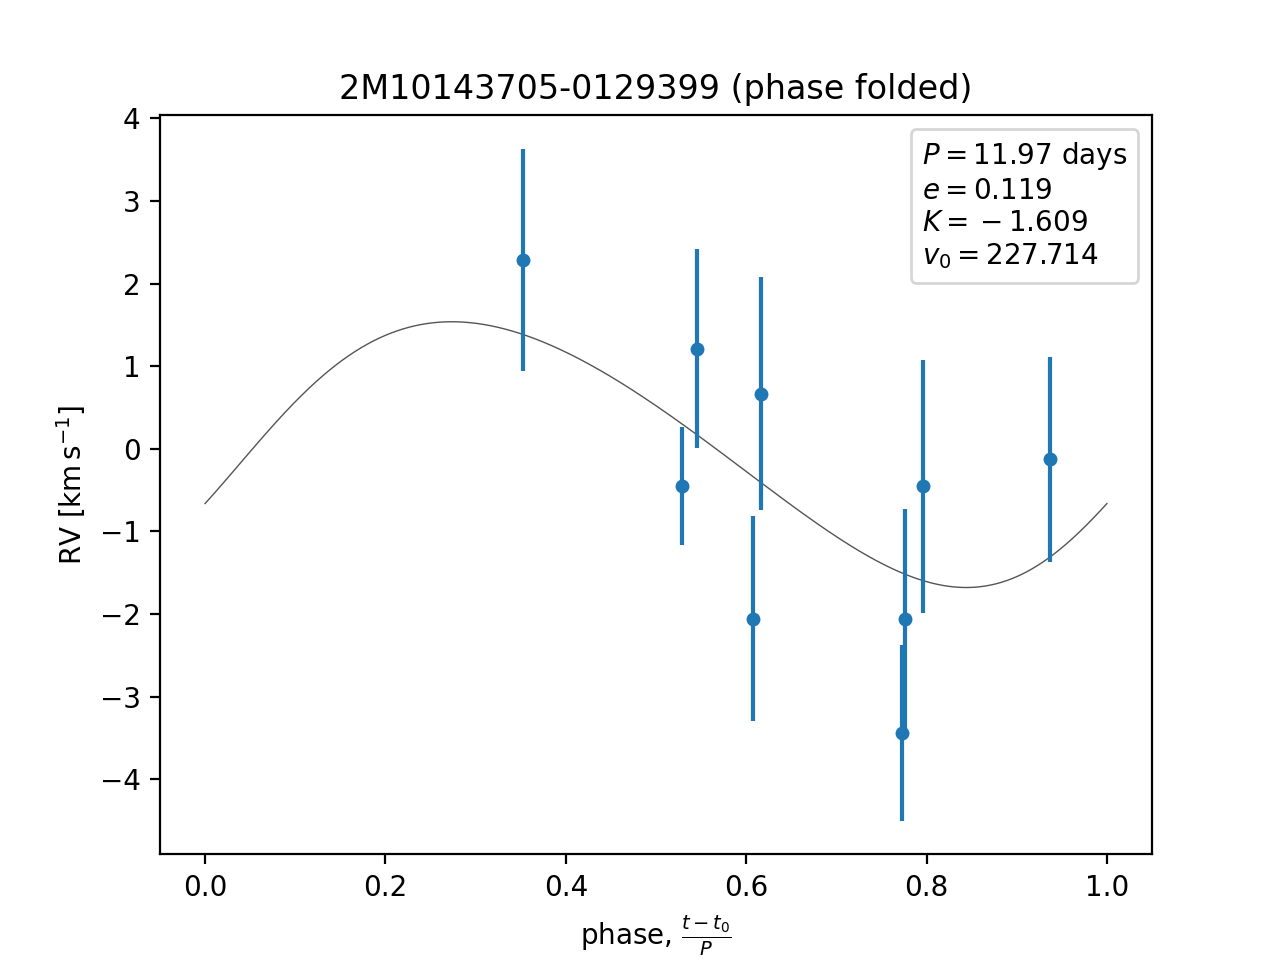 2M10143705-0129399 (phase folded)
P = 11.97 days
e = 0.119
K = −1.609
v₀ = 227.714
4
3
2
1
0
−1
−2
−3
−4
RV [km s⁻¹]
0.0 0.2 0.4 0.6 0.8 1.0
phase, (t − t₀)/P